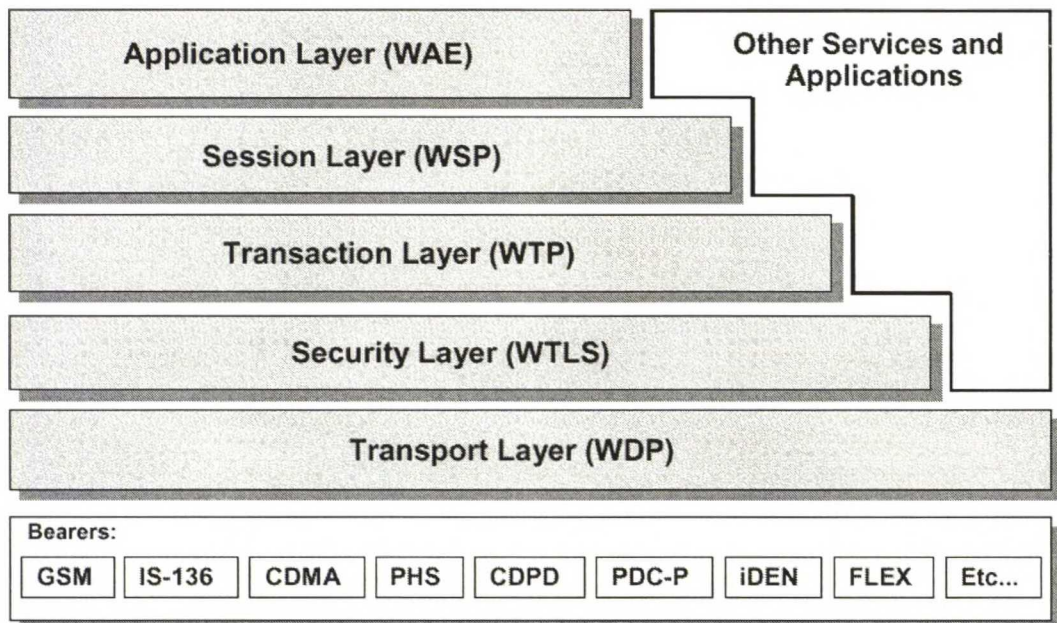 Application Layer (WAE)
Other Services and
Applications
Session Layer (WSP)
Transaction Layer (WTP)
Security Layer (WTLS)
Transport Layer (WDP)
Bearers:
GSM
IS-136
CDMA
PHS
CDPD
PDC-P
iDEN
FLEX
Etc...